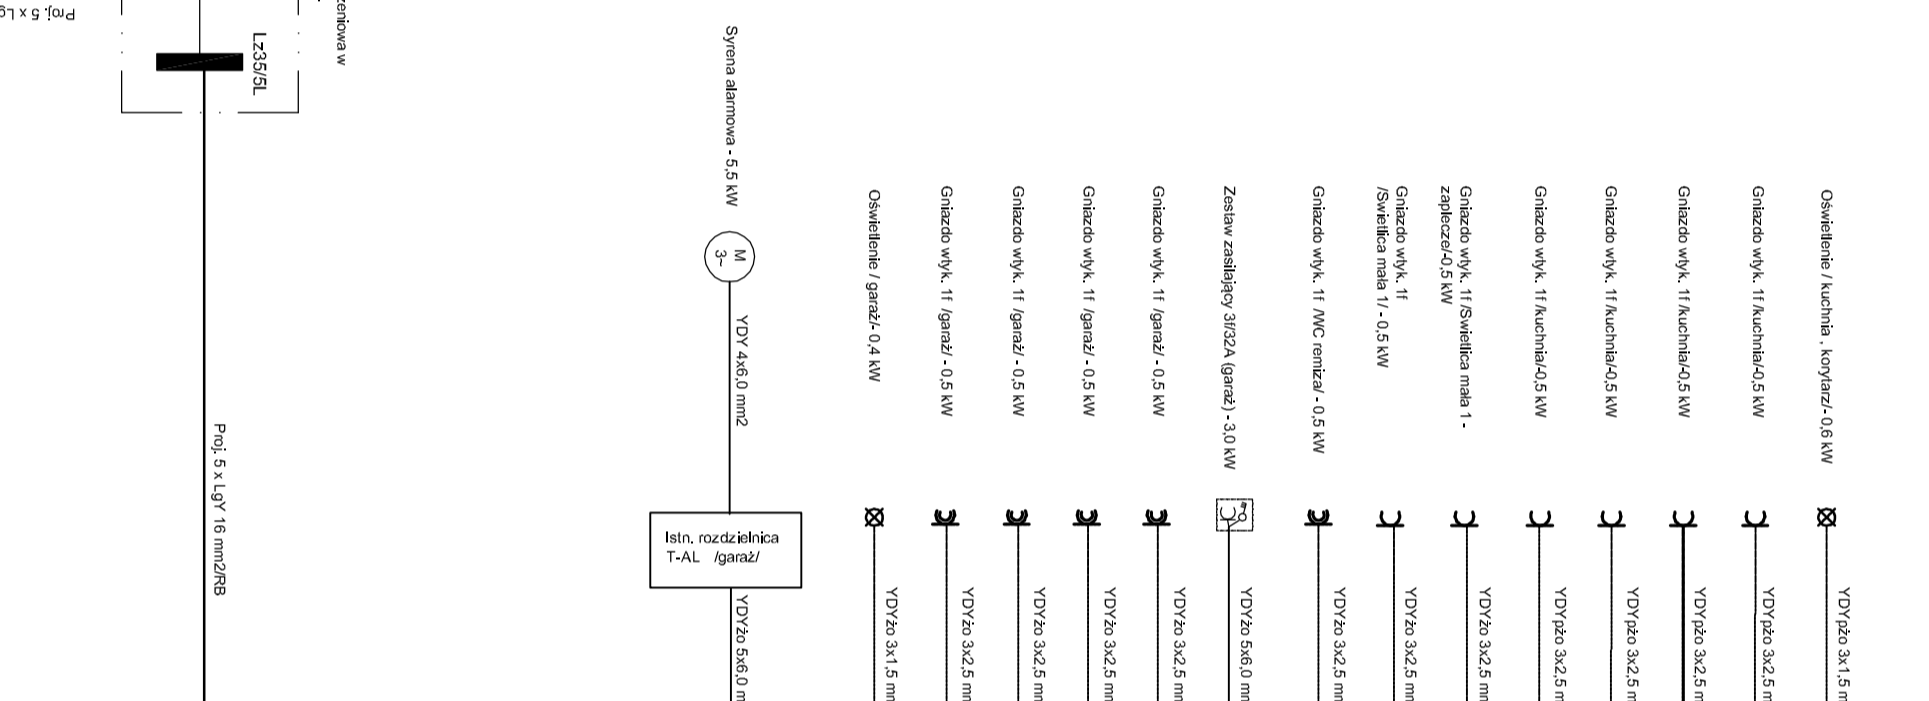 Proj. 5 x Lg
zeniowa w
Lz35/5L
Proj. 5 x LgY 16 mm2/RB
Syrena alarmowa - 5,5 kW
M
3~
YDY 4x6,0 mm2
Istn. rozdzielnica
T-AL /garaż/
YDYżo 5x6,0 m
Oświetlenie / garaż/- 0,4 kW
YDYżo 3x1,5 mm
Gniazdo wtyk. 1f /garaż/ - 0,5 kW
YDYżo 3x2,5 mm
Gniazdo wtyk. 1f /garaż/ - 0,5 kW
YDYżo 3x2,5 mm
Gniazdo wtyk. 1f /garaż/ - 0,5 kW
YDYżo 3x2,5 mm
Gniazdo wtyk. 1f /garaż/ - 0,5 kW
YDYżo 3x2,5 mm
Zestaw zasilający 3f/32A (garaż) - 3,0 kW
YDYżo 5x6,0 mm
Gniazdo wtyk. 1f /WC remiza/ - 0,5 kW
YDYżo 3x2,5 mm
Gniazdo wtyk. 1f
/Swietlica mała 1/ - 0,5 kW
YDYżo 3x2,5 mm
Gniazdo wtyk. 1f /Swietlica mała 1 -
zaplecze/-0,5 kW
YDYżo 3x2,5 mm
Gniazdo wtyk. 1f /kuchnia/-0,5 kW
YDYpżo 3x2,5 m
Gniazdo wtyk. 1f /kuchnia/-0,5 kW
YDYpżo 3x2,5 m
Gniazdo wtyk. 1f /kuchnia/-0,5 kW
YDYpżo 3x2,5 m
Gniazdo wtyk. 1f /kuchnia/-0,5 kW
YDYpżo 3x2,5 m
Oświetlenie / kuchnia , korytarz/- 0,6 kW
YDYpżo 3x1,5 m